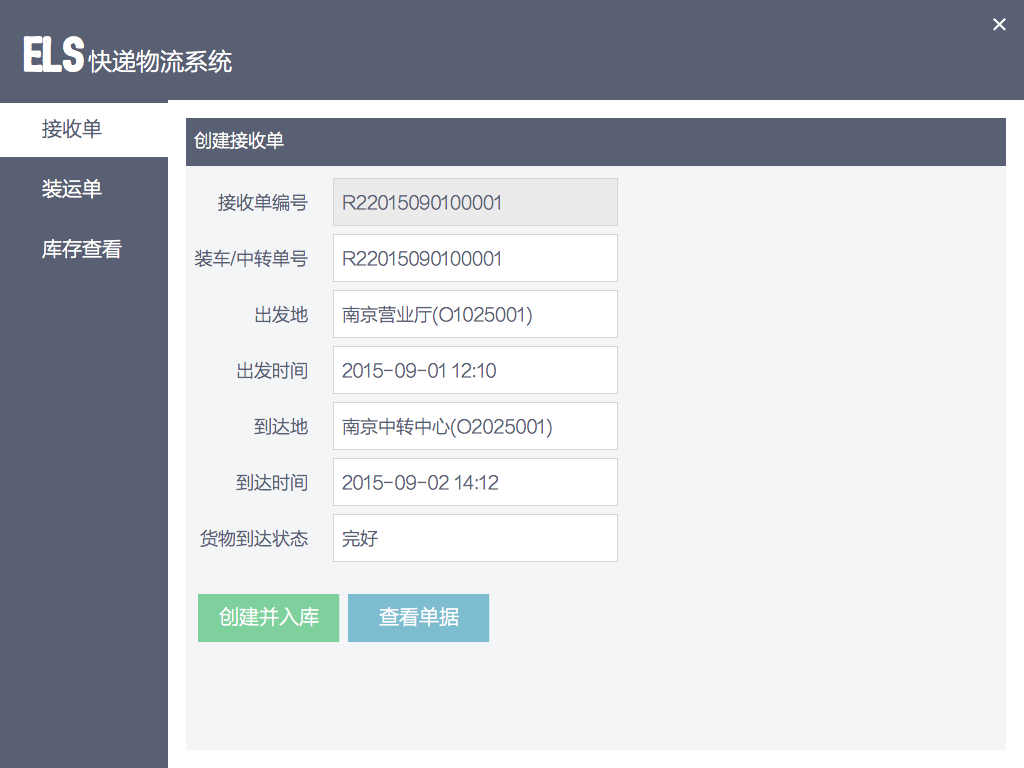 ELS 快递物流系统
接收单
装运单
库存查看
创建接收单
接收单编号 R22015090100001
装车/中转单号 R22015090100001
出发地 南京营业厅(O1025001)
出发时间 2015-09-01 12:10
到达地 南京中转中心(O2025001)
到达时间 2015-09-02 14:12
货物到达状态 完好
创建并入库 查看单据